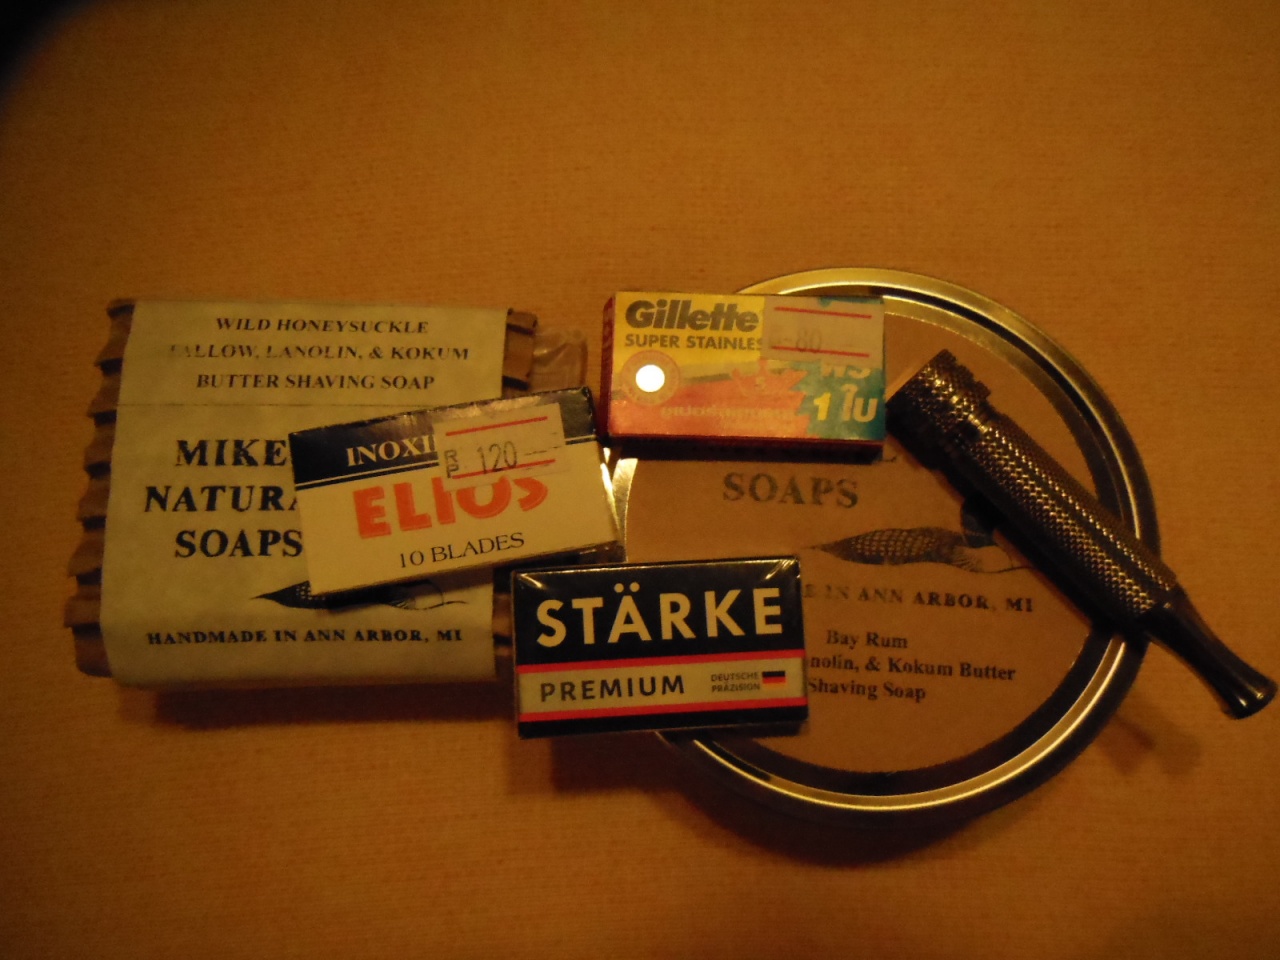 WILD HONEYSUCKLE
TALLOW, LANOLIN, & KOKUM
BUTTER SHAVING SOAP
MIKE
NATURA
SOAPS
HANDMADE IN ANN ARBOR, MI
INOXI
RP 120
ELIOS
10 BLADES
Gillette
SUPER STAINLES
80
1 ใบ
STÄRKE
PREMIUM
DEUTSCHE
PRÄZISION
SOAPS
IN ANN ARBOR, MI
Bay Rum
nolin, & Kokum Butter
Shaving Soap